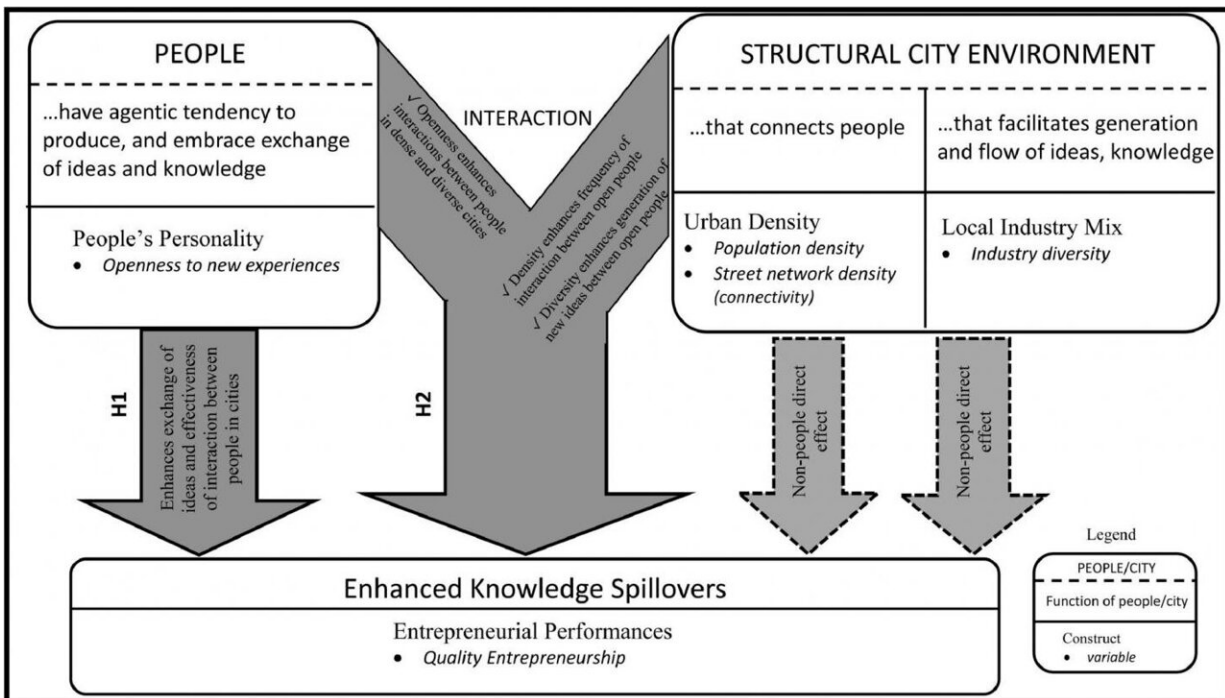 PEOPLE
...have agentic tendency to
produce, and embrace exchange
of ideas and knowledge
People's Personality
• Openness to new experiences
INTERACTION
√ Openness enhances
interactions between people
in dense and diverse cities
√ Density enhances frequency of
interaction between open people
√ Diversity enhances generation of
new ideas between open people
STRUCTURAL CITY ENVIRONMENT
...that connects people
Urban Density
• Population density
• Street network density
(connectivity)
...that facilitates generation
and flow of ideas, knowledge
Local Industry Mix
• Industry diversity
H1
Enhances exchange of
ideas and effectiveness
of interaction between
people in cities
H2
Non-people direct
effect
Non-people direct
effect
Enhanced Knowledge Spillovers
Entrepreneurial Performances
• Quality Entrepreneurship
Legend
PEOPLE/CITY
Function of people/city
Construct
• variable